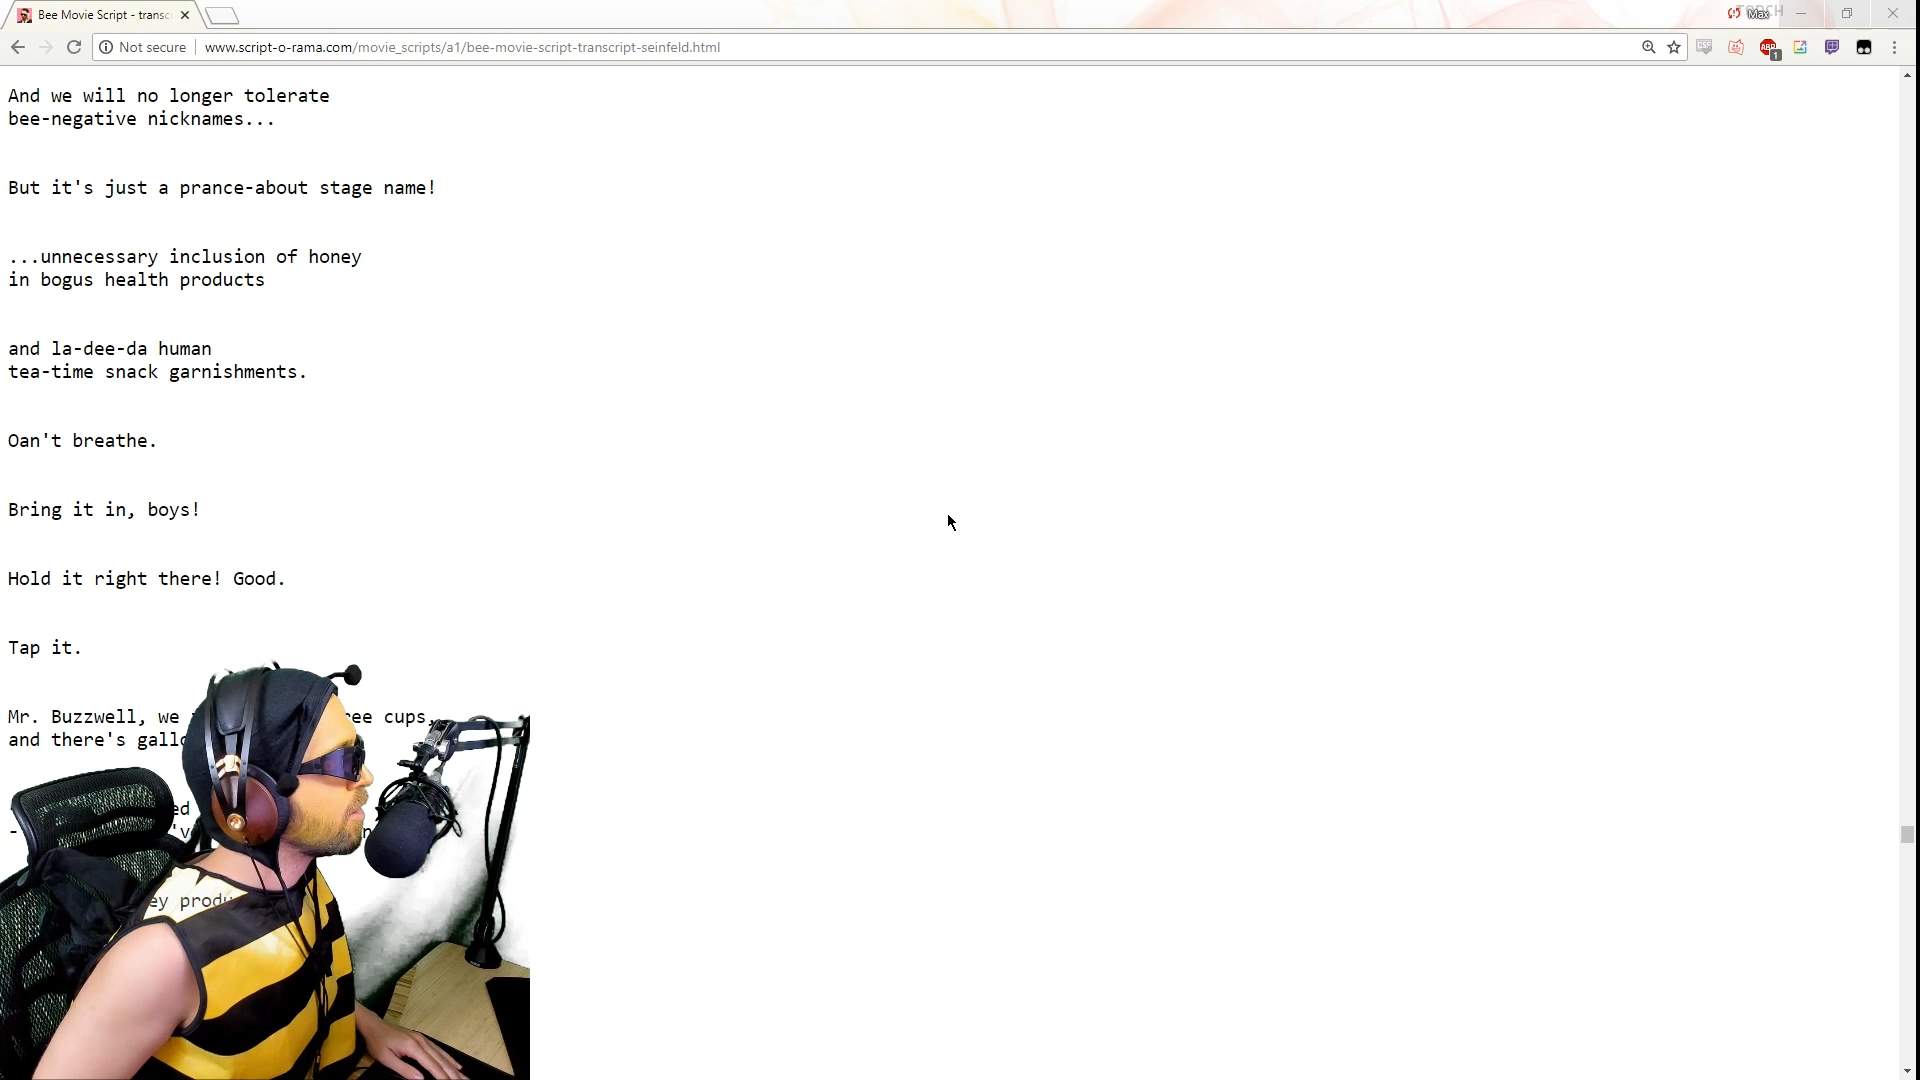 Bee Movie Script - transc
Max
Not secure
www.script-o-rama.com/movie_scripts/a1/bee-movie-script-transcript-seinfeld.html
ABP
1
And we will no longer tolerate
bee-negative nicknames...
But it's just a prance-about stage name!
...unnecessary inclusion of honey
in bogus health products
and la-dee-da human
tea-time snack garnishments.
Oan't breathe.
Bring it in, boys!
Hold it right there! Good.
Tap it.
Mr. Buzzwell, we cups,
and there's